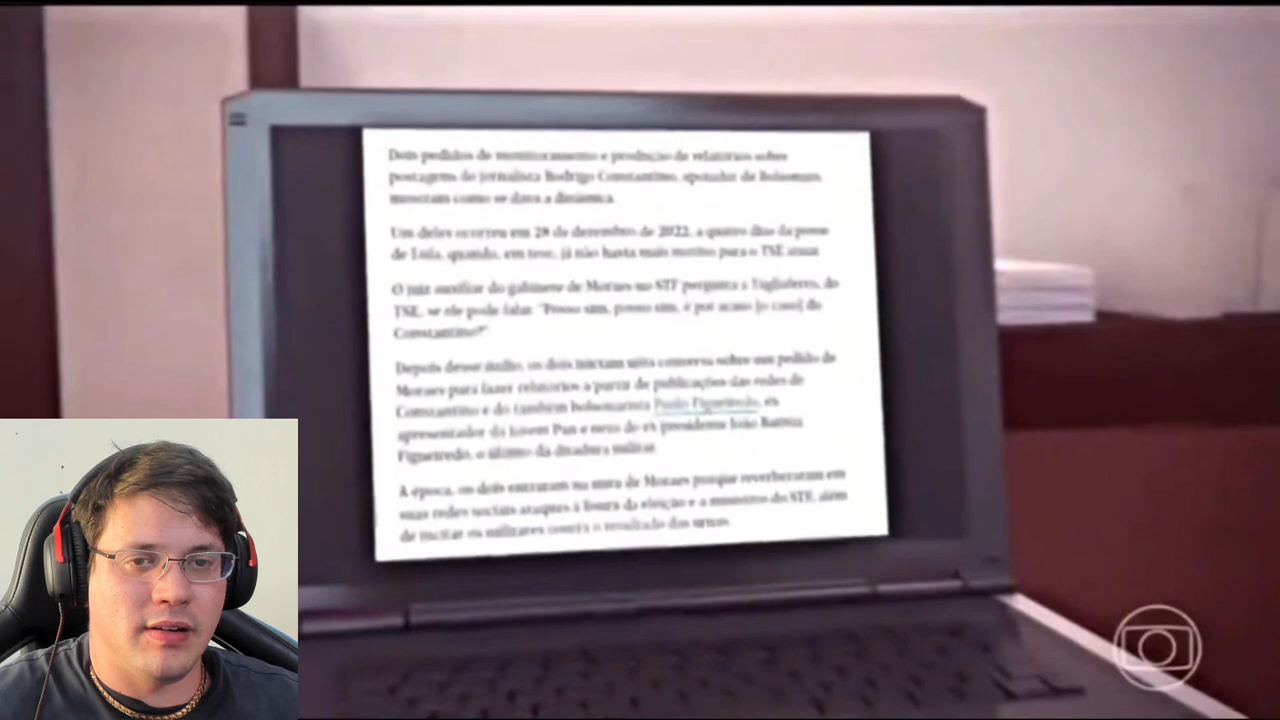 Dois pedidos de monitoramento e produção de relatórios sobre
postagens do jornalista Rodrigo Constantino, apoiador de Bolsonaro,
mostram como se dava a dinâmica.
Um deles ocorreu em 28 de dezembro de 2022, a quatro dias da posse
de Lula, quando, em tese, já não havia mais motivo para o TSE atuar.
O juiz auxiliar do gabinete de Moraes no STF pergunta a Tagliaferro, do
TSE, se ele pode falar. "Posso sim, posso sim, é por acaso [o caso] do
Constantino?"
Depois desse áudio, os dois iniciam uma conversa sobre um pedido de
Moraes para fazer relatórios a partir de publicações das redes de
Constantino e do também bolsonarista Paulo Figueiredo, ex
apresentador da Jovem Pan e neto do ex presidente João Batista
Figueiredo, o último da ditadura militar.
À época, os dois entraram na mira de Moraes porque reverberaram em
suas redes sociais ataques à lisura da eleição e a ministros do STF, além
de incitar os militares contra o resultado das urnas.